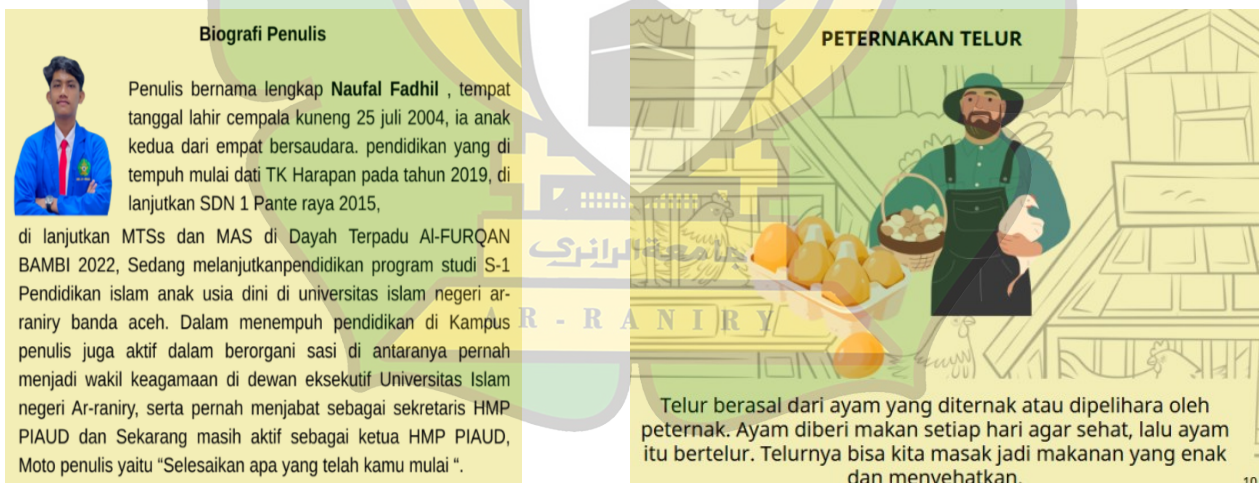 Biografi Penulis
Penulis bernama lengkap Naufal Fadhil , tempat
tanggal lahir cempala kuneng 25 juli 2004, ia anak
kedua dari empat bersaudara. pendidikan yang di
tempuh mulai dati TK Harapan pada tahun 2019, di
lanjutkan SDN 1 Pante raya 2015,
di lanjutkan MTSs dan MAS di Dayah Terpadu Al-FURQAN
BAMBI 2022, Sedang melanjutkanpendidikan program studi S-1
Pendidikan islam anak usia dini di universitas islam negeri ar-
raniry banda aceh. Dalam menempuh pendidikan di Kampus
penulis juga aktif dalam berorgani sasi di antaranya pernah
menjadi wakil keagamaan di dewan eksekutif Universitas Islam
negeri Ar-raniry, serta pernah menjabat sebagai sekretaris HMP
PIAUD dan Sekarang masih aktif sebagai ketua HMP PIAUD,
Moto penulis yaitu “Selesaikan apa yang telah kamu mulai “.
PETERNAKAN TELUR
Telur berasal dari ayam yang diternak atau dipelihara oleh
peternak. Ayam diberi makan setiap hari agar sehat, lalu ayam
itu bertelur. Telurnya bisa kita masak jadi makanan yang enak
dan menyehatkan.
10
جامعة الرانري
AR-RANIRY